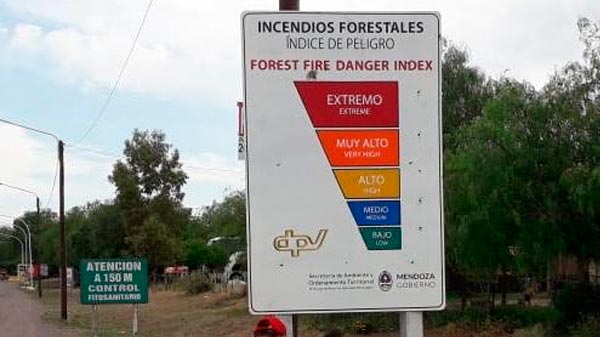 INCENDIOS FORESTALES
ÍNDICE DE PELIGRO
FOREST FIRE DANGER INDEX
EXTREMO
EXTREME
MUY ALTO
VERY HIGH
ALTO
HIGH
MEDIO
MEDIUM
BAJO
LOW
dpv
Secretaría de Ambiente y
Ordenamiento Territorial
MENDOZA
GOBIERNO
ATENCION
A 150 M
CONTROL
FITOSANITARIO